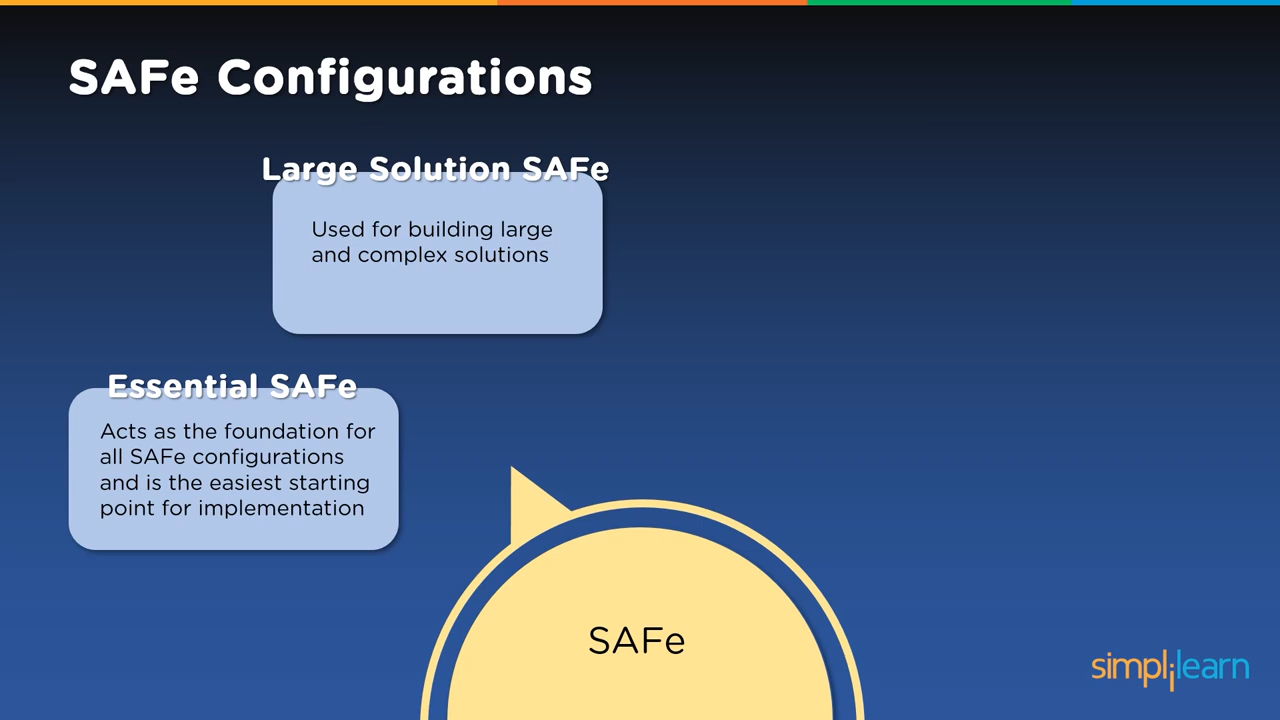 SAFe Configurations
Large Solution SAFe
Used for building large
and complex solutions
Essential SAFe
Acts as the foundation for
all SAFe configurations
and is the easiest starting
point for implementation
SAFe
simplilearn